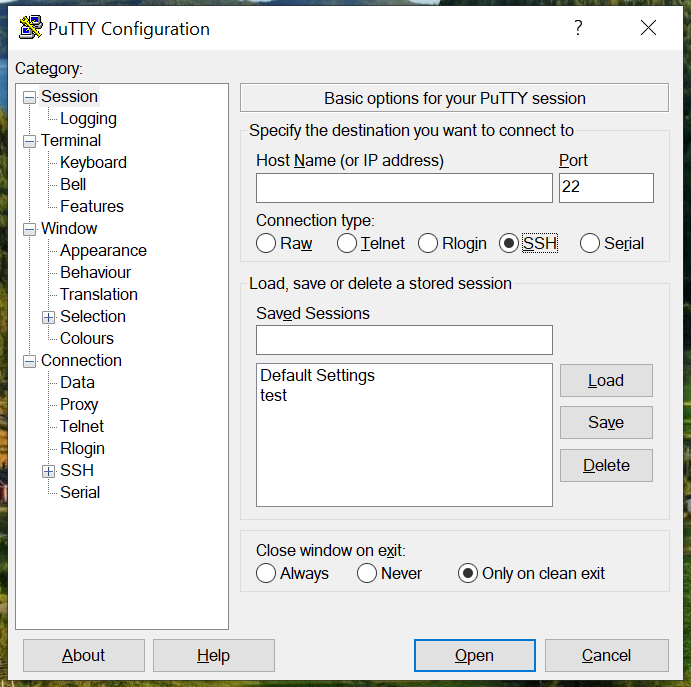 PuTTY Configuration
?
Category:
Session
Logging
Terminal
Keyboard
Bell
Features
Window
Appearance
Behaviour
Translation
Selection
Colours
Connection
Data
Proxy
Telnet
Rlogin
SSH
Serial
Basic options for your PuTTY session
Specify the destination you want to connect to
Host Name (or IP address) Port
22
Connection type:
Raw Telnet Rlogin SSH Serial
Load, save or delete a stored session
Saved Sessions
Default Settings
test
Load
Save
Delete
Close window on exit:
Always Never Only on clean exit
About Help Open Cancel